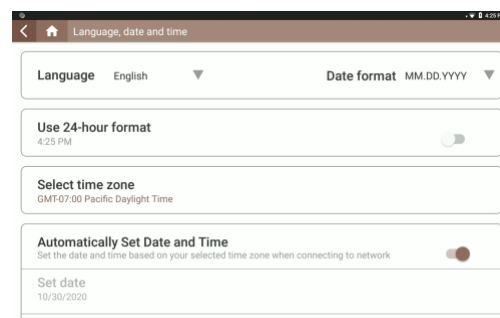 4:25 P
Language, date and time
Language English Date format MM.DD.YYYY
Use 24-hour format
4:25 PM
Select time zone
GMT-07:00 Pacific Daylight Time
Automatically Set Date and Time
Set the date and time based on your selected time zone when connecting to network
Set date
10/30/2020